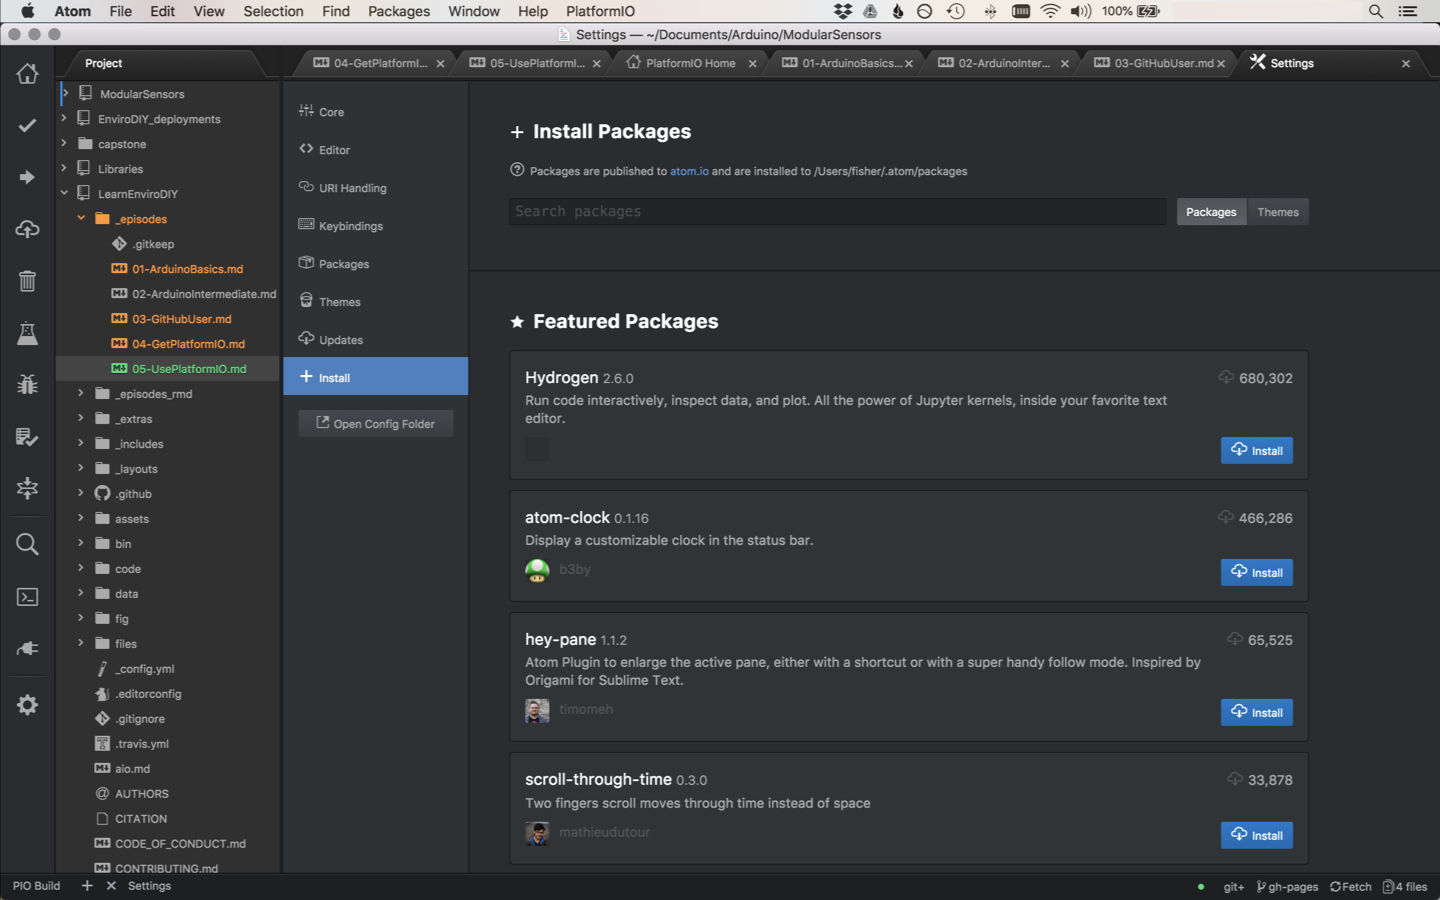 Atom File Edit View Selection Find Packages Window Help PlatformIO 100%
Settings — ~/Documents/Arduino/ModularSensors
Project
04-GetPlatformI...
05-UsePlatformI...
PlatformIO Home
01-ArduinoBasics...
02-ArduinoInter...
03-GitHubUser.md
Settings
ModularSensors
EnviroDIY_deployments
capstone
Libraries
LearnEnviroDIY
_episodes
.gitkeep
01-ArduinoBasics.md
02-ArduinoIntermediate.md
03-GitHubUser.md
04-GetPlatformIO.md
05-UsePlatformIO.md
_episodes_rmd
_extras
_includes
_layouts
.github
assets
bin
code
data
fig
files
_config.yml
.editorconfig
.gitignore
.travis.yml
aio.md
AUTHORS
CITATION
CODE_OF_CONDUCT.md
CONTRIBUTING.md
Core
Editor
URI Handling
Keybindings
Packages
Themes
Updates
Install
Open Config Folder
Install Packages
Packages are published to atom.io and are installed to /Users/fisher/.atom/packages
Search packages
Packages Themes
Featured Packages
Hydrogen 2.6.0 680,302
Run code interactively, inspect data, and plot. All the power of Jupyter kernels, inside your favorite text
editor.
Install
atom-clock 0.1.16 466,286
Display a customizable clock in the status bar.
b3by
Install
hey-pane 1.1.2 65,525
Atom Plugin to enlarge the active pane, either with a shortcut or with a super handy follow mode. Inspired by
Origami for Sublime Text.
timomeh
Install
scroll-through-time 0.3.0 33,878
Two fingers scroll moves through time instead of space
mathieudutour
Install
PIO Build + × Settings git+ gh-pages Fetch 4 files